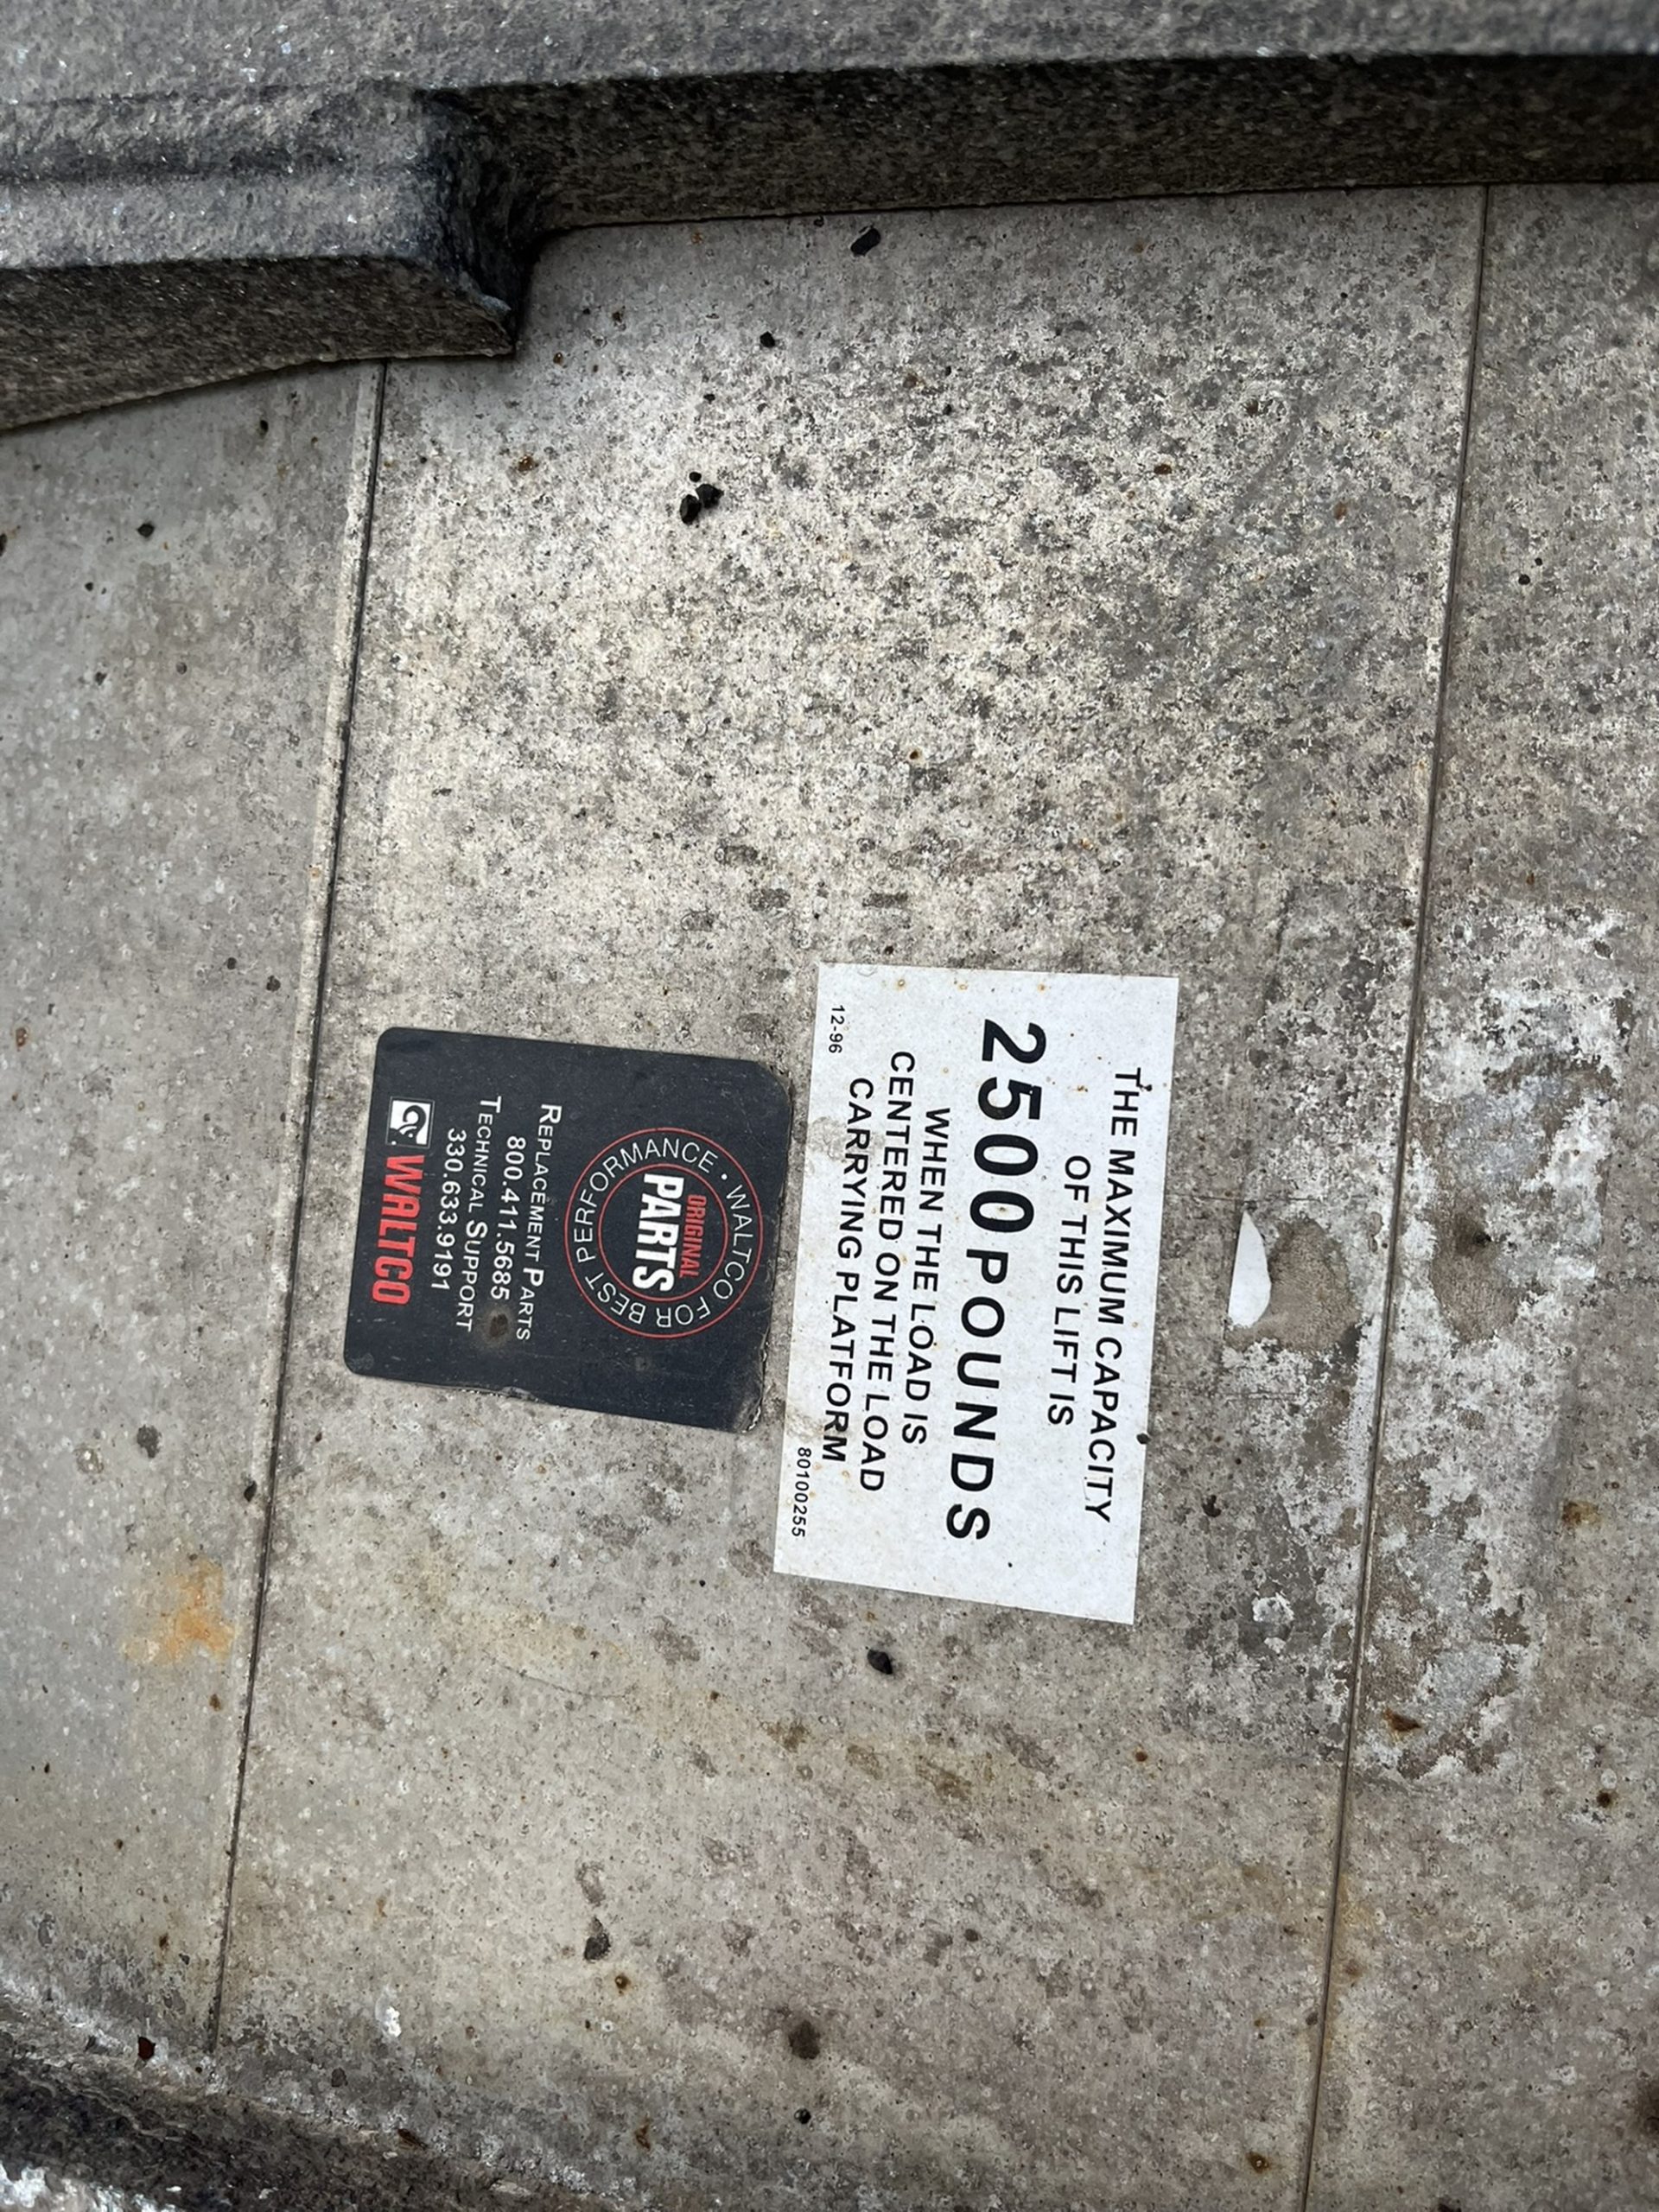 THE MAXIMUM CAPACITY
OF THIS LIFT IS
2500 POUNDS
WHEN THE LOAD IS
CENTERED ON THE LOAD
CARRYING PLATFORM
12-96
80100255
WALTCO FOR BEST PERFORMANCE •
ORIGINAL
PARTS
REPLACEMENT PARTS
800.411.5685
TECHNICAL SUPPORT
330.633.9191
WALTCO